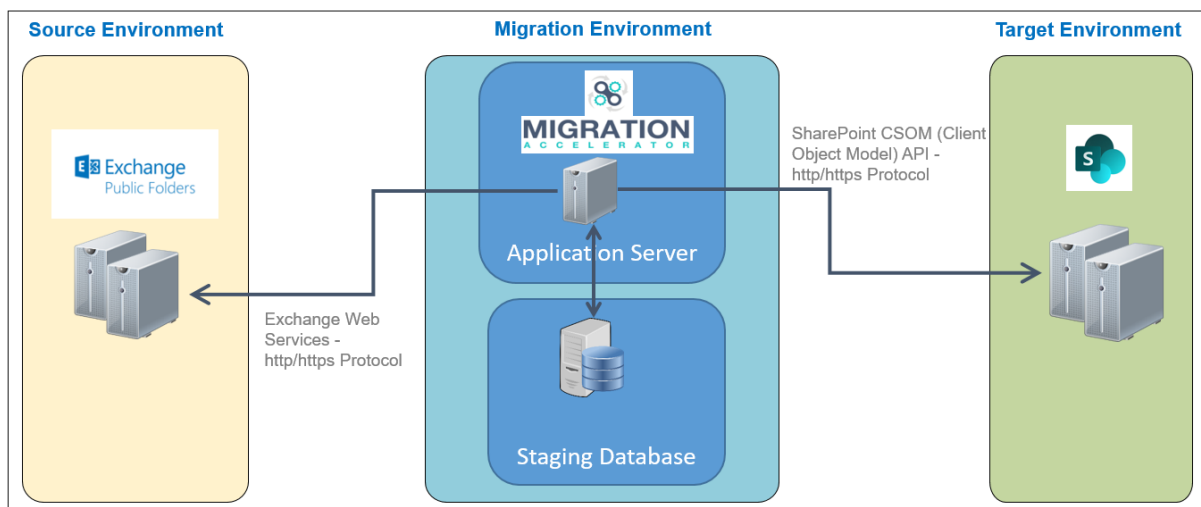 Source Environment
Migration Environment
Target Environment
E
Exchange
Public Folders
MIGRATION
ACCELERATOR
Application Server
Exchange Web
Services -
http/https Protocol
Staging Database
SharePoint CSOM (Client
Object Model) API -
http/https Protocol
S